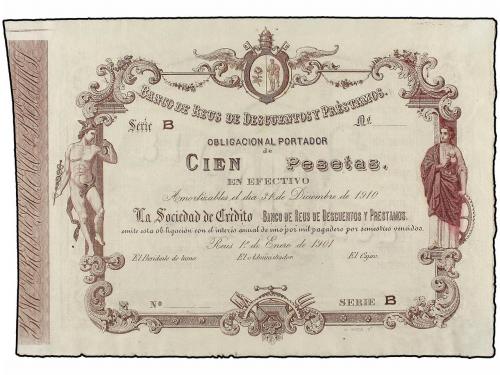 BANCO DE REUS DE DESCUENTOS Y PRÉSTAMOS.
SERIE B No.
OBLIGACION AL PORTADOR
de
CIEN Pesetas,
EN EFECTIVO
Amortizables el dia 31 de Diciembre de 1910
La Sociedad de Crédito BANCO DE REUS DE DESCUENTOS Y PRESTAMOS,
emite esta obligacion con el interis anual de uno por mil pagadero por semestres vencidos.
Reus 1º de Enero de 1901
El Presidente de turno El Administrador El Cajero
No SERIE B